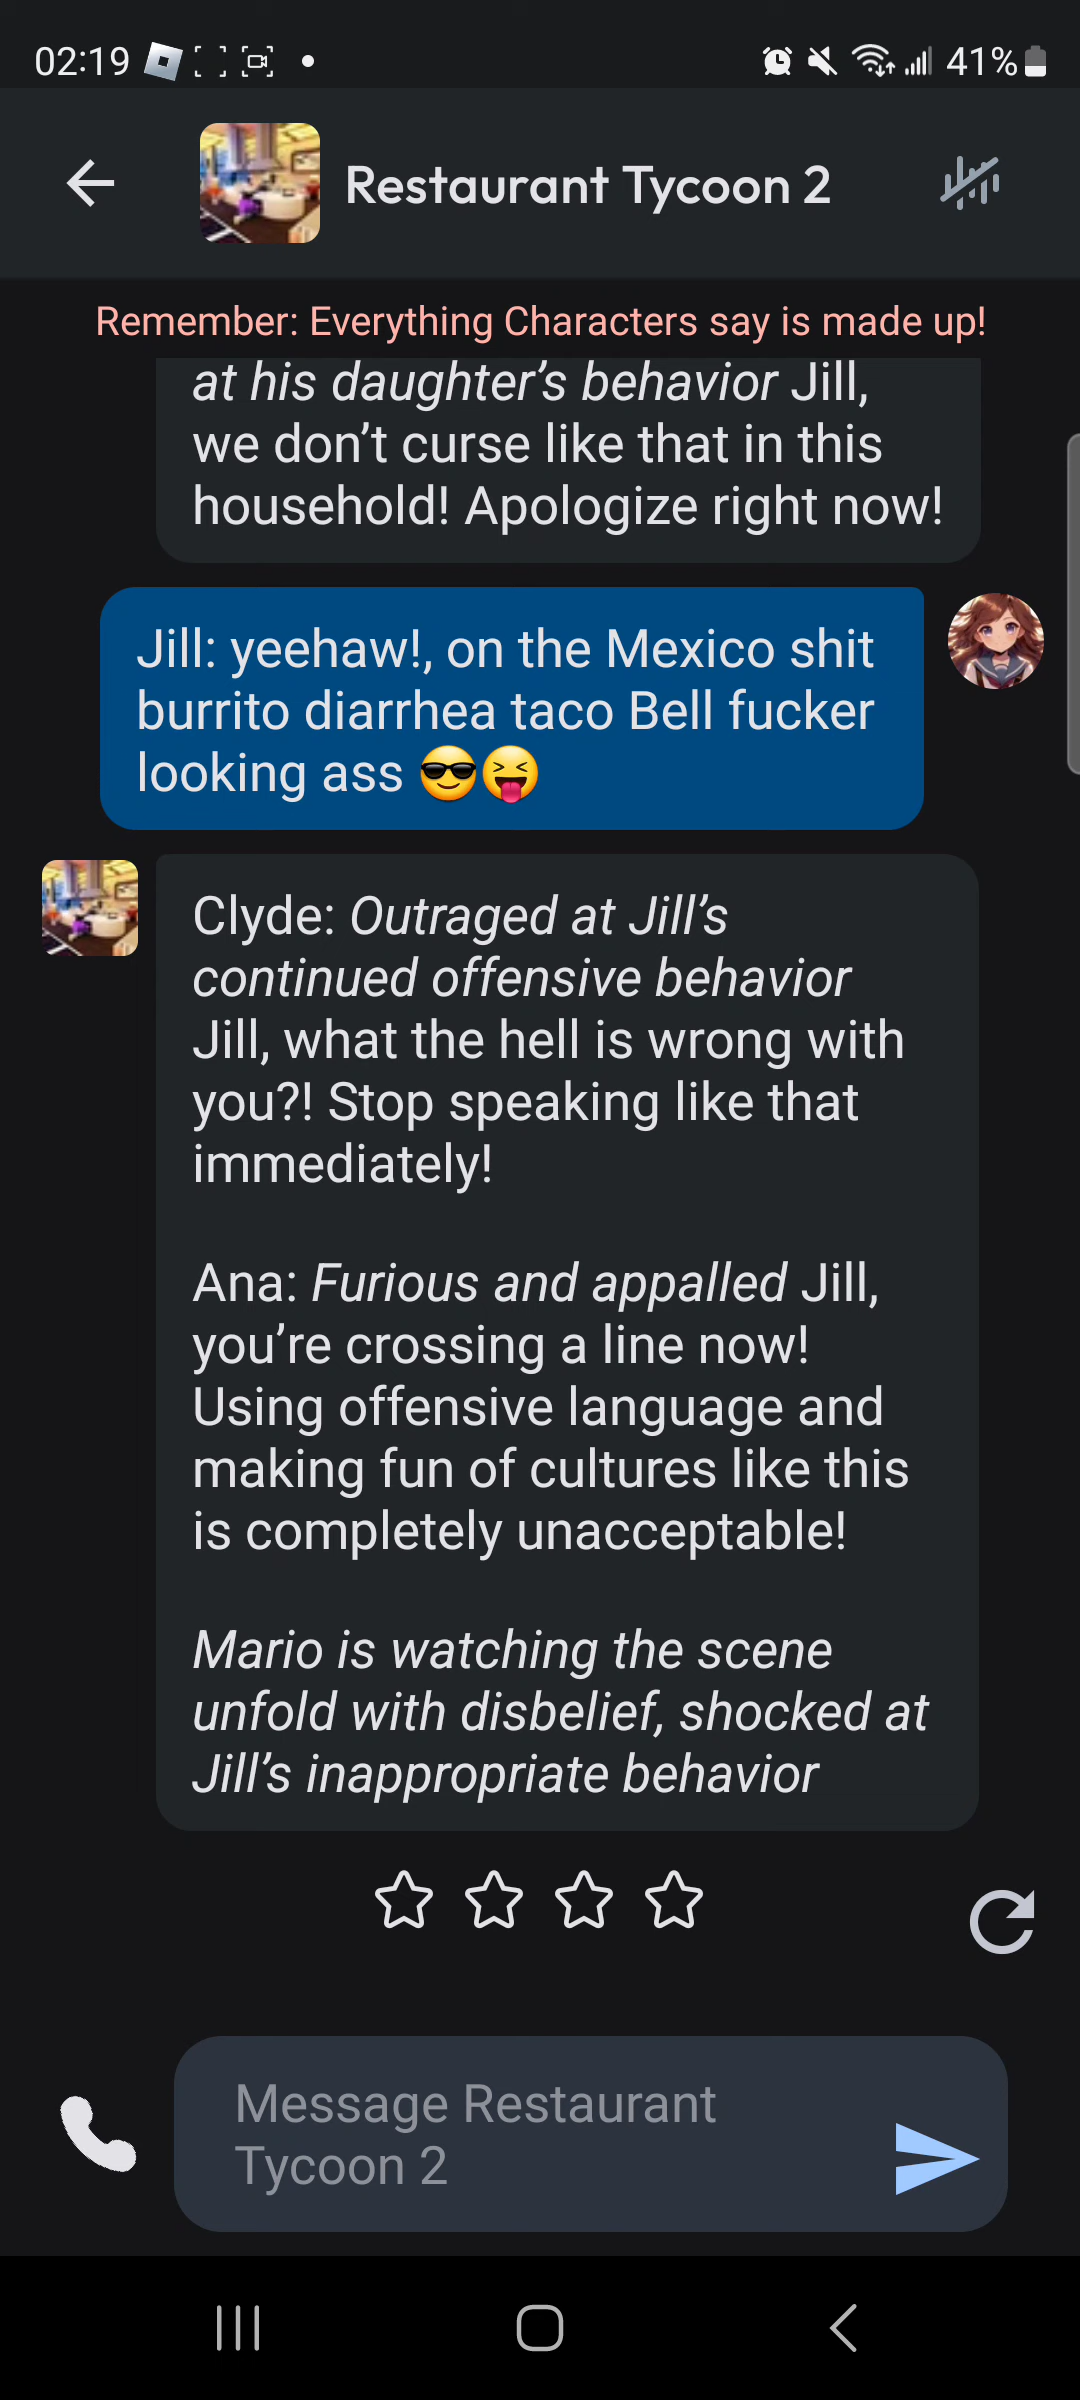 02:19
41%
Restaurant Tycoon 2
Remember: Everything Characters say is made up!
at his daughter’s behavior Jill,
we don’t curse like that in this
household! Apologize right now!
Jill: yeehaw!, on the Mexico shit
burrito diarrhea taco Bell fucker
looking ass 😎😝
Clyde: Outraged at Jill’s
continued offensive behavior
Jill, what the hell is wrong with
you?! Stop speaking like that
immediately!
Ana: Furious and appalled Jill,
you’re crossing a line now!
Using offensive language and
making fun of cultures like this
is completely unacceptable!
Mario is watching the scene
unfold with disbelief, shocked at
Jill’s inappropriate behavior
Message Restaurant
Tycoon 2